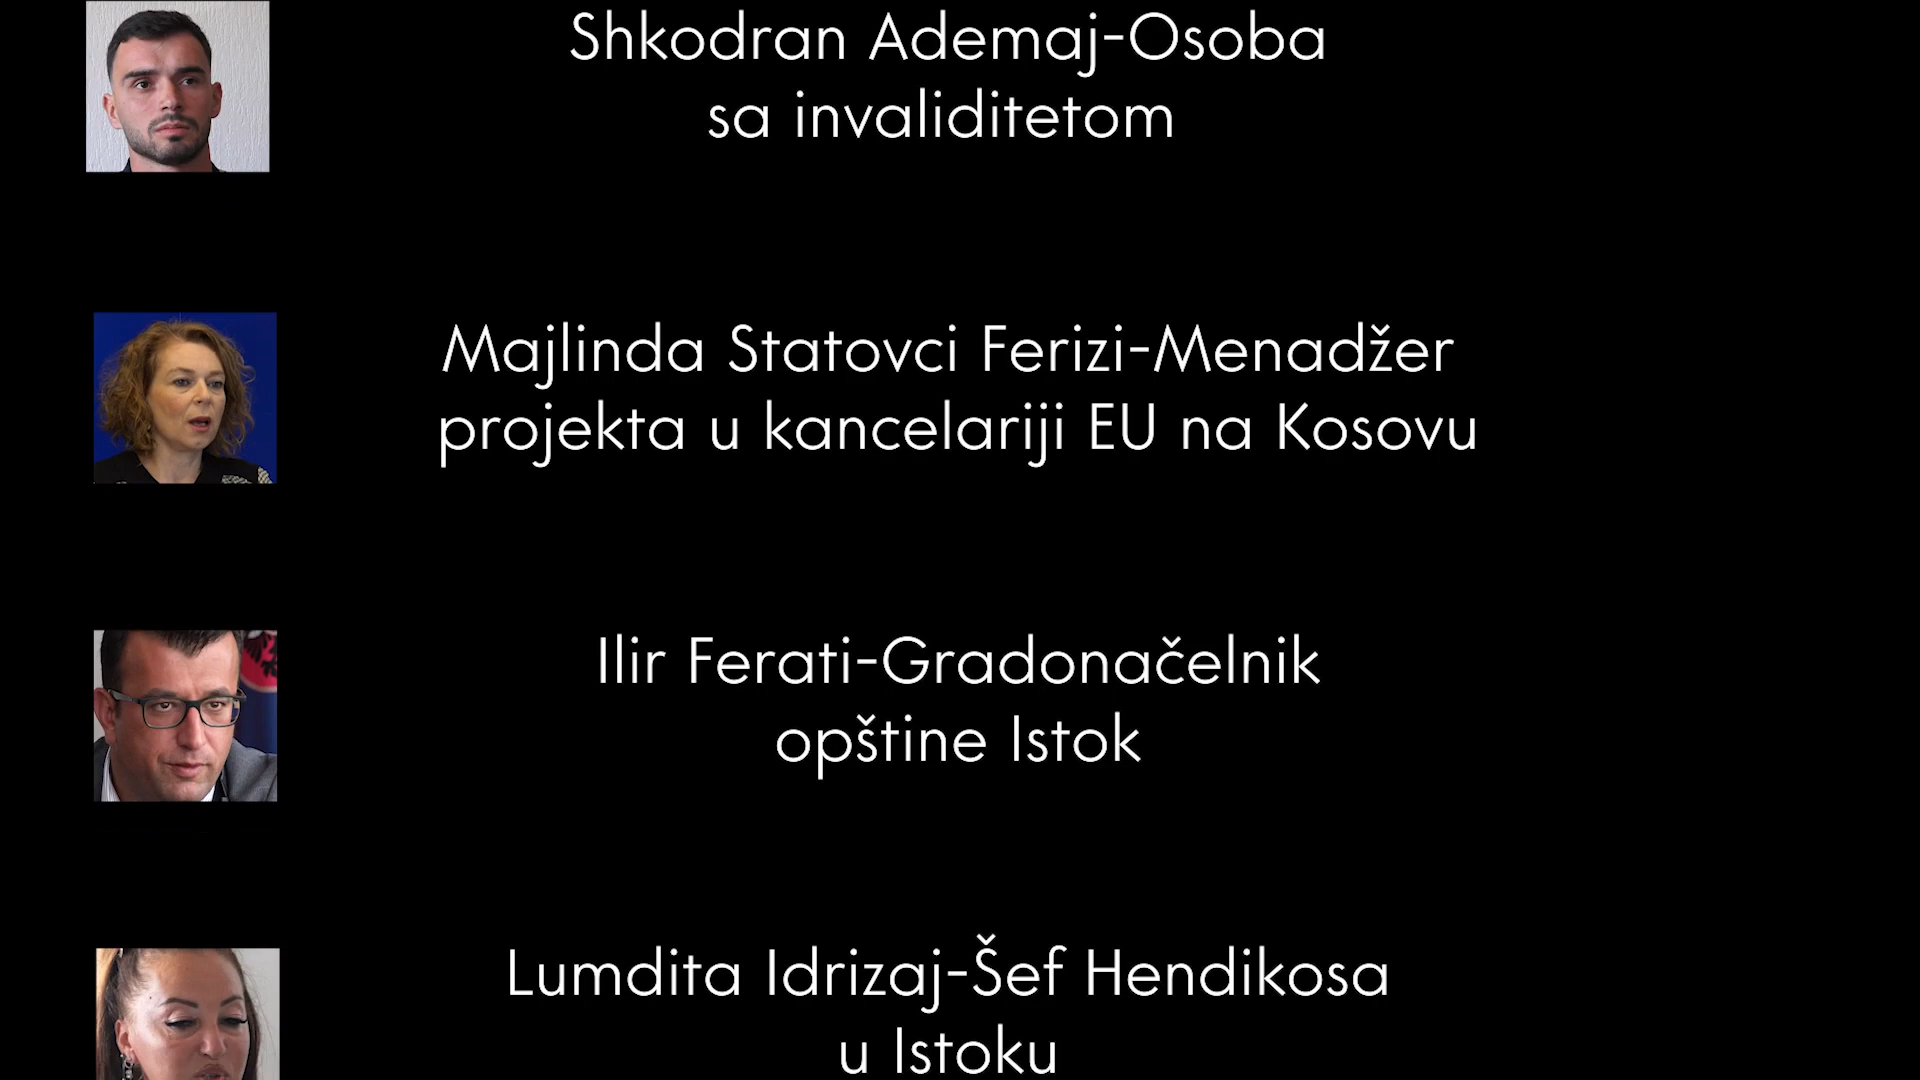 Shkodran Ademaj-Osoba
sa invaliditetom
Majlinda Statovci Ferizi-Menadžer
projekta u kancelariji EU na Kosovu
Ilir Ferati-Gradonačelnik
opštine Istok
Lumdita Idrizaj-Šef Hendikosa
u Istoku